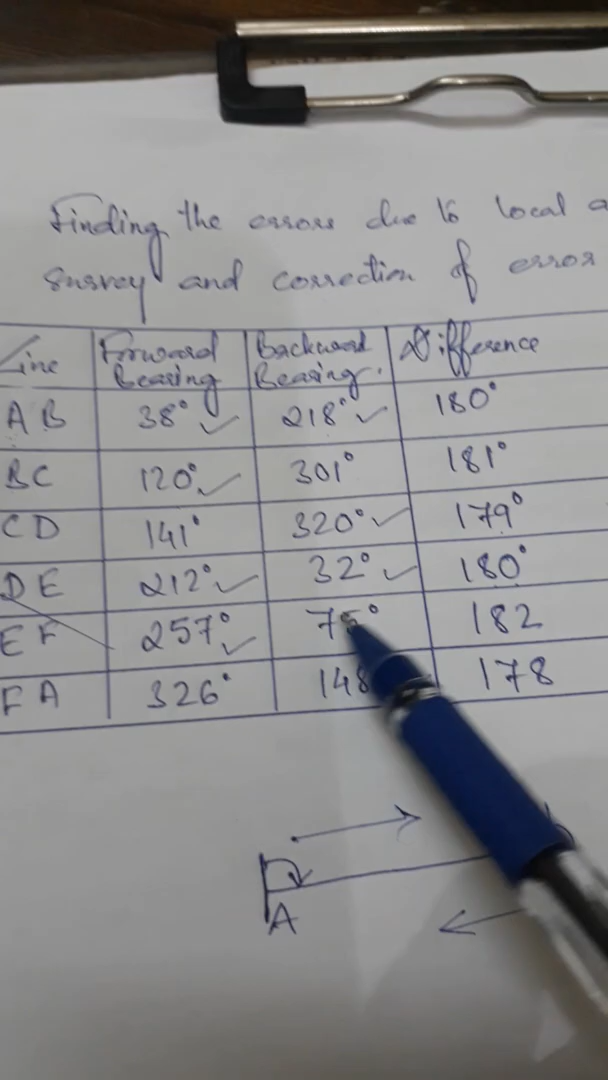 Finding the errors due to local
survey and correction of error
Line Forward Bearing Backward Bearing. Difference
AB 38° 218° 180°
BC 120° 301° 181°
CD 141° 320° 179°
DE 212° 32° 180°
EF 257° 75° 182
FA 326° 148 178
A